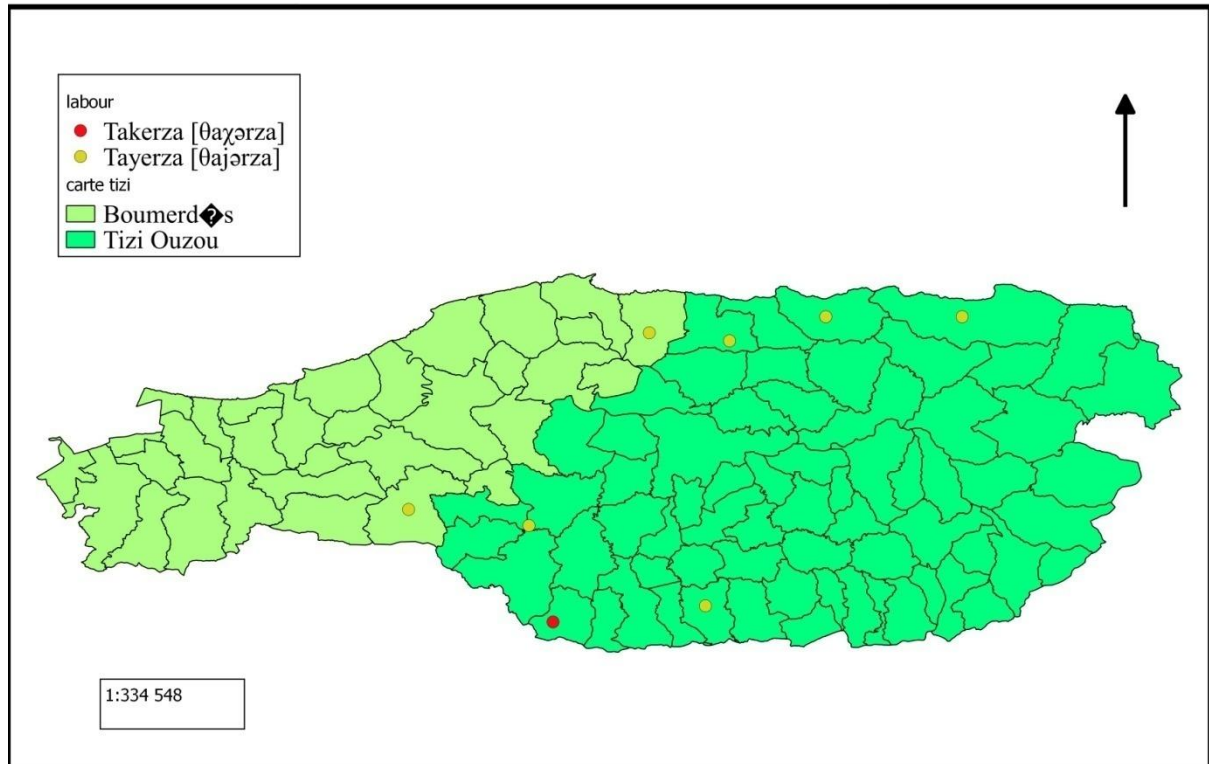 labour
Takerza [θaχərza]
Tayerza [θajərza]
carte tizi
Boumerd�s
Tizi Ouzou
1:334 548